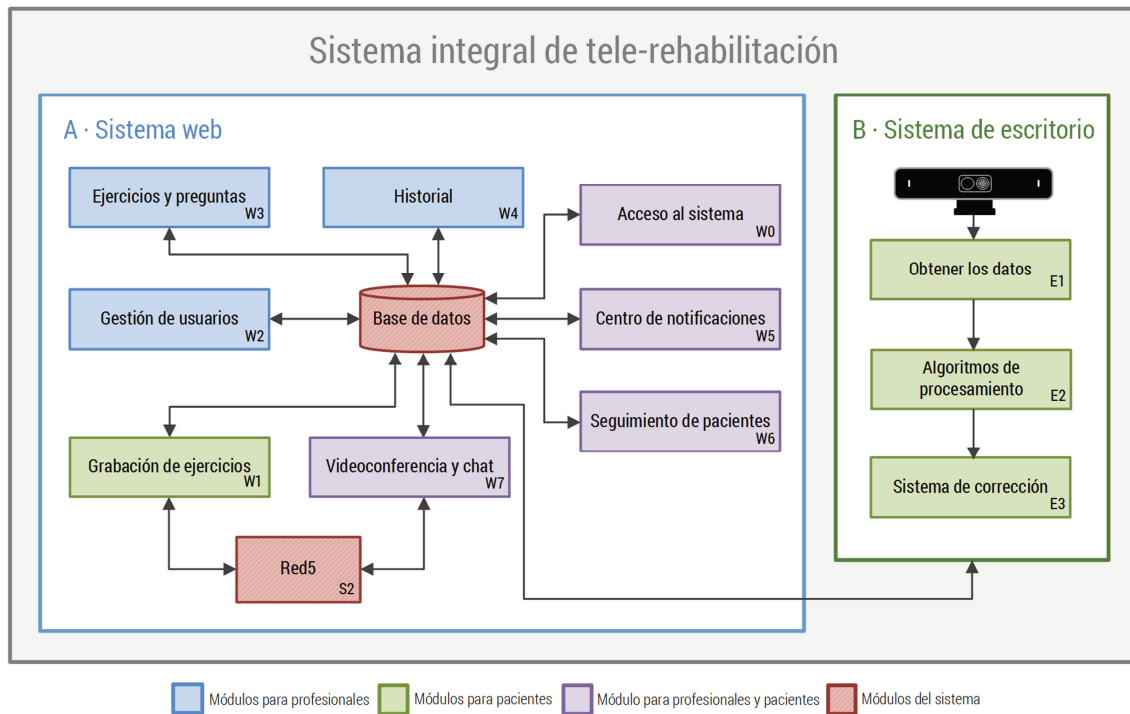 Sistema integral de tele-rehabilitación
A · Sistema web
Ejercicios y preguntas
W3
Historial
W4
Acceso al sistema
W0
Gestión de usuarios
W2
Base de datos
Centro de notificaciones
W5
Seguimiento de pacientes
W6
Grabación de ejercicios
W1
Videoconferencia y chat
W7
Red5
S2
B · Sistema de escritorio
Obtener los datos
E1
Algoritmos de
procesamiento
E2
Sistema de corrección
E3
Módulos para profesionales
Módulos para pacientes
Módulo para profesionales y pacientes
Módulos del sistema